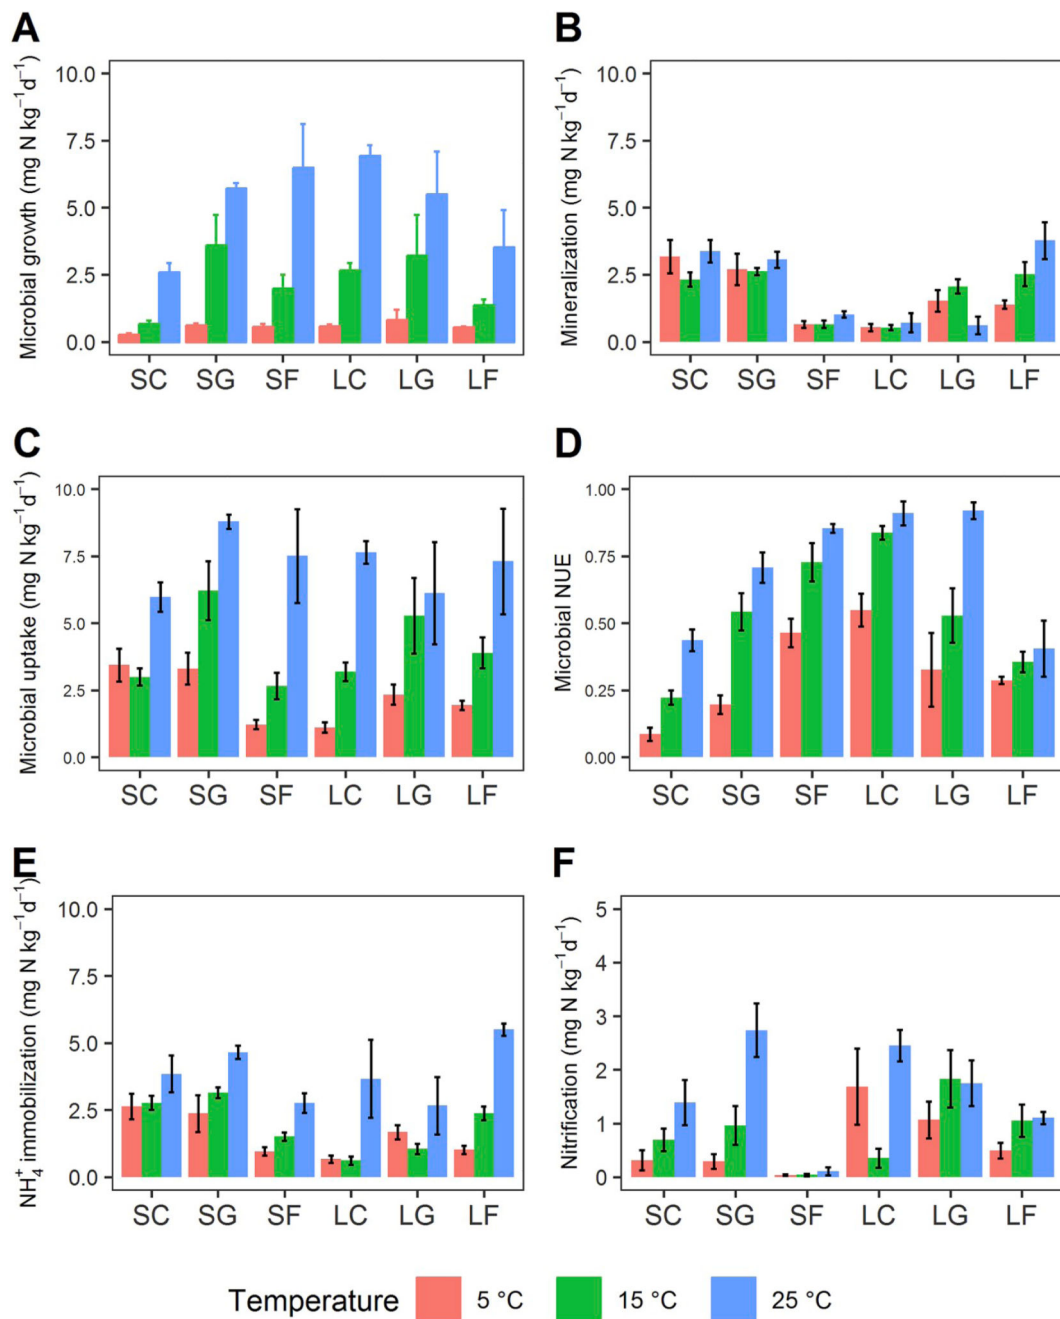 A
Microbial growth (mg N kg⁻¹d⁻¹)
10.0
7.5
5.0
2.5
0.0
SC SG SF LC LG LF
B
Mineralization (mg N kg⁻¹d⁻¹)
10.0
7.5
5.0
2.5
0.0
SC SG SF LC LG LF
C
Microbial uptake (mg N kg⁻¹d⁻¹)
10.0
7.5
5.0
2.5
0.0
SC SG SF LC LG LF
D
Microbial NUE
1.00
0.75
0.50
0.25
0.00
SC SG SF LC LG LF
E
NH₄⁺ immobilization (mg N kg⁻¹d⁻¹)
10.0
7.5
5.0
2.5
0.0
SC SG SF LC LG LF
F
Nitrification (mg N kg⁻¹d⁻¹)
5
4
3
2
1
0
SC SG SF LC LG LF
Temperature 5 °C 15 °C 25 °C